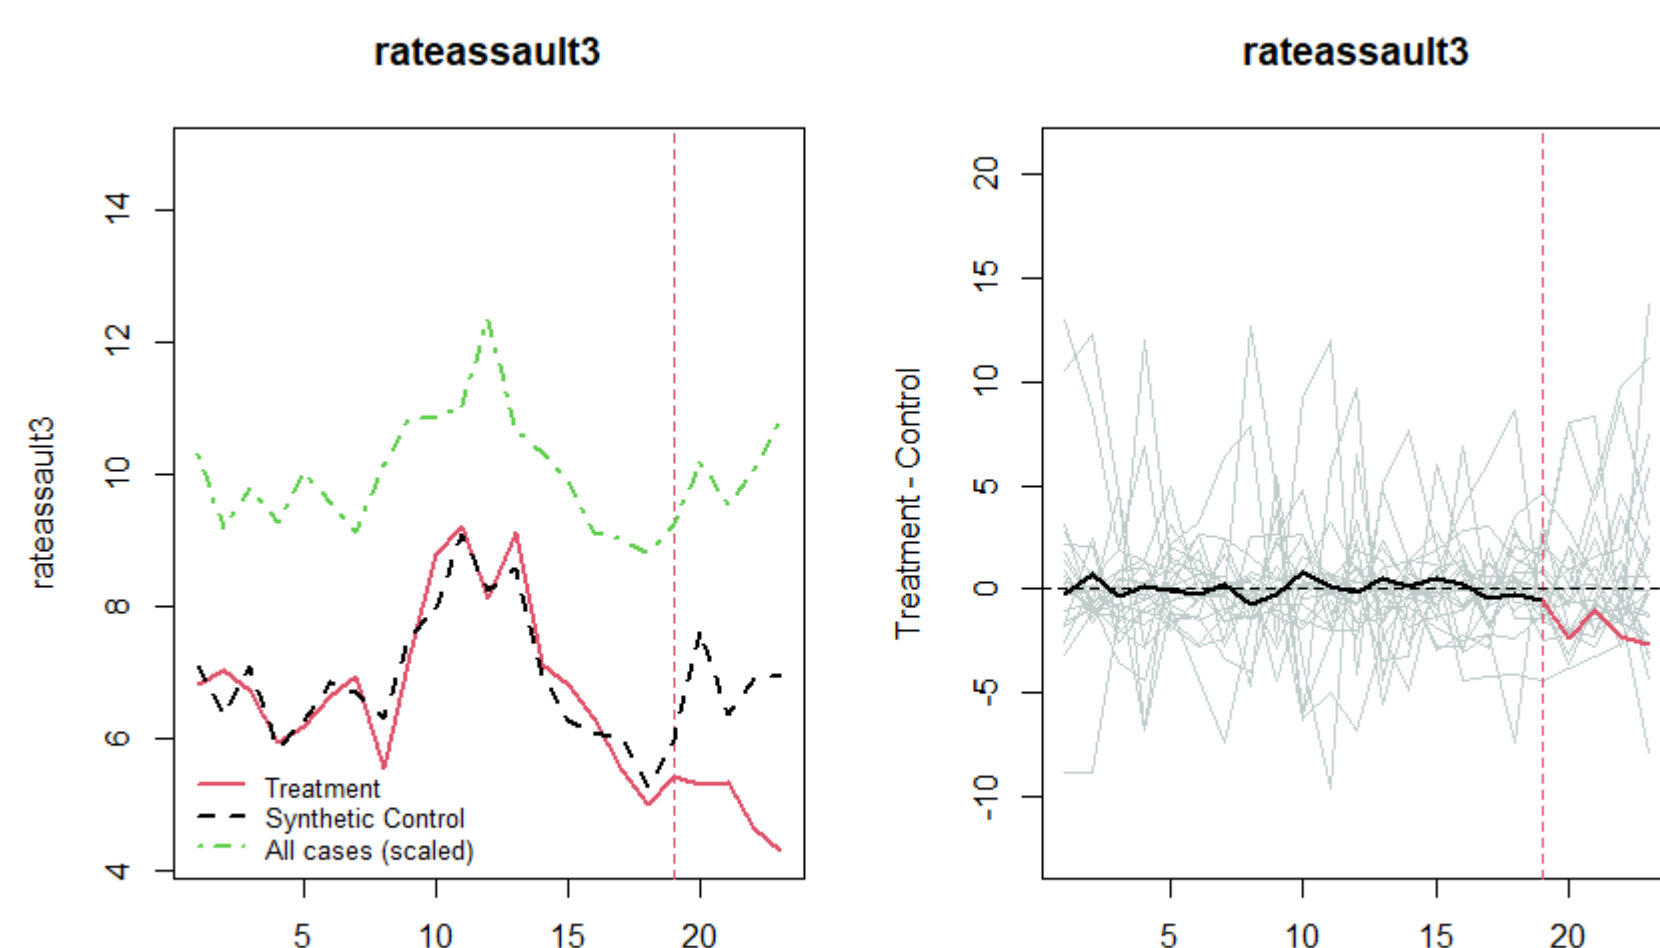 rateassault3
rateassault3
14
12
10
8
6
4
rateassault3
Treatment
Synthetic Control
All cases (scaled)
5 10 15 20
rateassault3
20
15
10
5
0
-5
-10
Treatment - Control
5 10 15 20